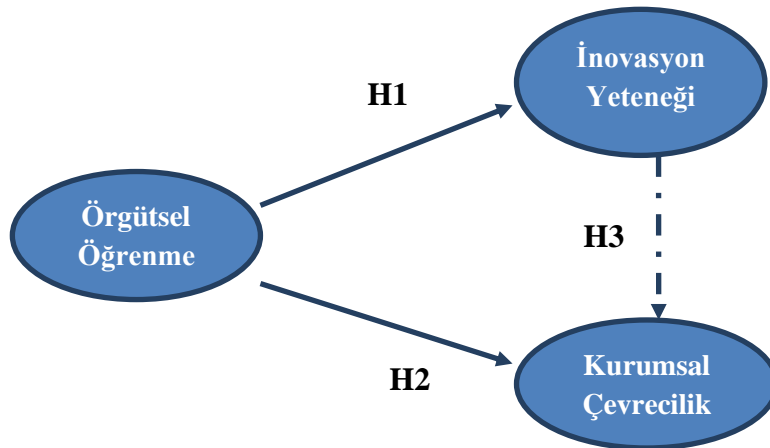 İnovasyon
Yeteneği
H1
Örgütsel
Öğrenme
H3
H2
Kurumsal
Çevrecilik